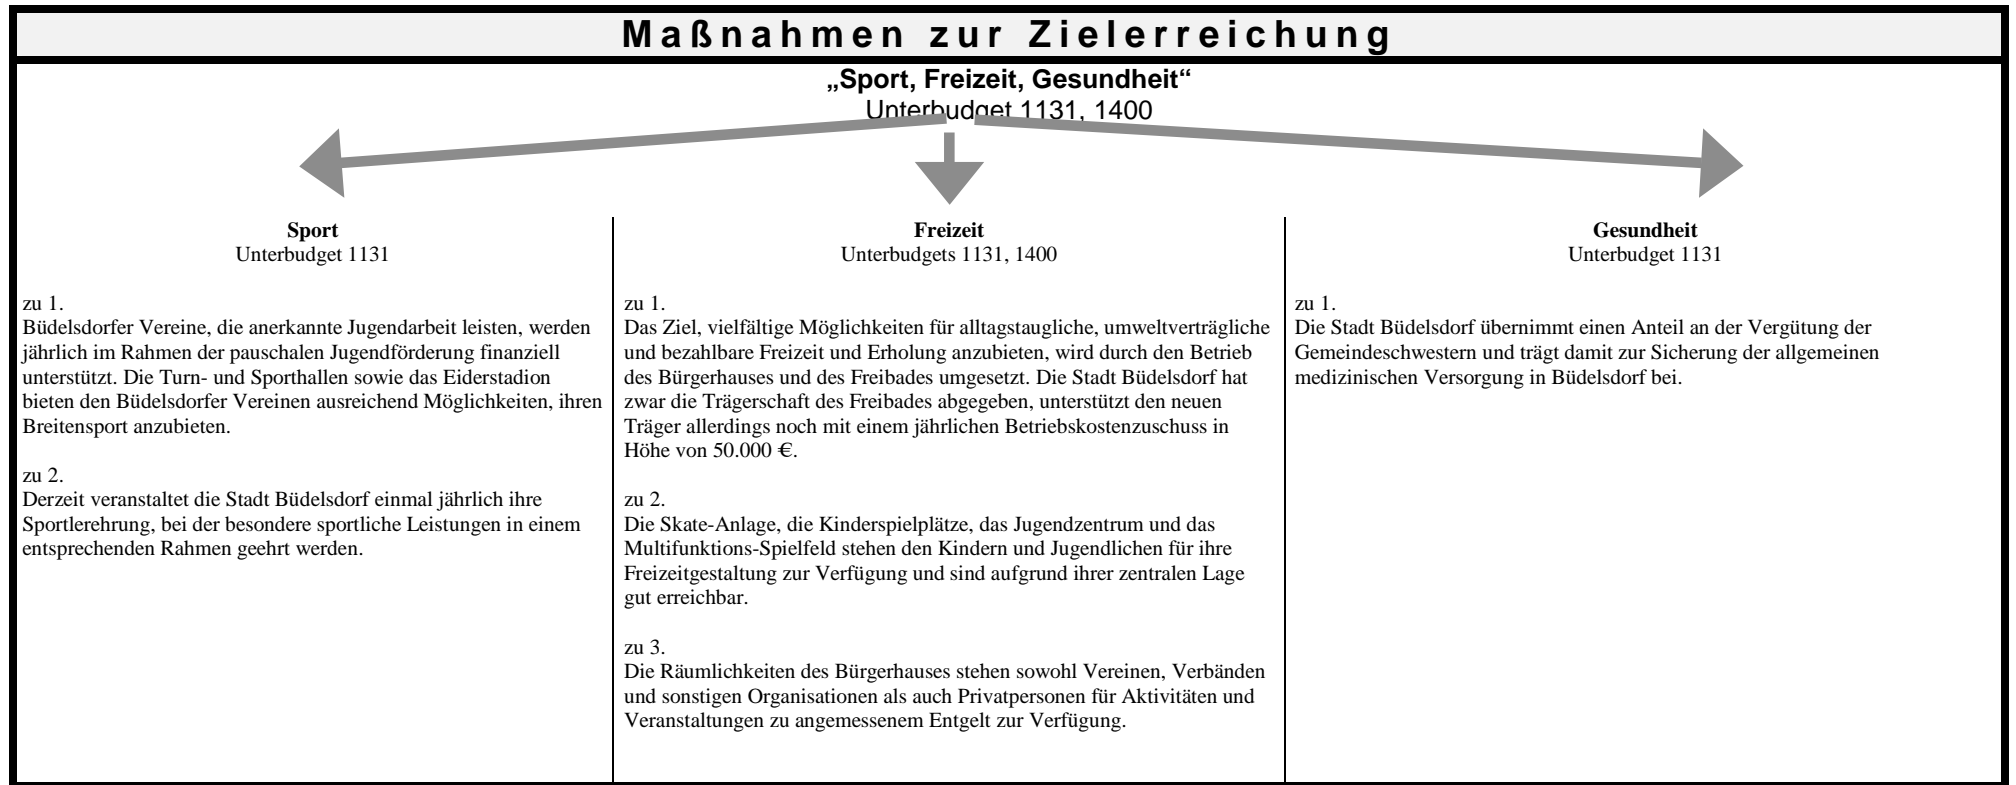 Maßnahmen zur Zielerreichung
„Sport, Freizeit, Gesundheit“
Unterbudget 1131, 1400
Sport
Unterbudget 1131
zu 1.
Büdelsdorfer Vereine, die anerkannte Jugendarbeit leisten, werden
jährlich im Rahmen der pauschalen Jugendförderung finanziell
unterstützt. Die Turn- und Sporthallen sowie das Eiderstadion
bieten den Büdelsdorfer Vereinen ausreichend Möglichkeiten, ihren
Breitensport anzubieten.
zu 2.
Derzeit veranstaltet die Stadt Büdelsdorf einmal jährlich ihre
Sportlerehrung, bei der besondere sportliche Leistungen in einem
entsprechenden Rahmen geehrt werden.
Freizeit
Unterbudgets 1131, 1400
zu 1.
Das Ziel, vielfältige Möglichkeiten für alltagstaugliche, umweltverträgliche
und bezahlbare Freizeit und Erholung anzubieten, wird durch den Betrieb
des Bürgerhauses und des Freibades umgesetzt. Die Stadt Büdelsdorf hat
zwar die Trägerschaft des Freibades abgegeben, unterstützt den neuen
Träger allerdings noch mit einem jährlichen Betriebskostenzuschuss in
Höhe von 50.000 €.
zu 2.
Die Skate-Anlage, die Kinderspielplätze, das Jugendzentrum und das
Multifunktions-Spielfeld stehen den Kindern und Jugendlichen für ihre
Freizeitgestaltung zur Verfügung und sind aufgrund ihrer zentralen Lage
gut erreichbar.
zu 3.
Die Räumlichkeiten des Bürgerhauses stehen sowohl Vereinen, Verbänden
und sonstigen Organisationen als auch Privatpersonen für Aktivitäten und
Veranstaltungen zu angemessenem Entgelt zur Verfügung.
Gesundheit
Unterbudget 1131
zu 1.
Die Stadt Büdelsdorf übernimmt einen Anteil an der Vergütung der
Gemeindeschwestern und trägt damit zur Sicherung der allgemeinen
medizinischen Versorgung in Büdelsdorf bei.